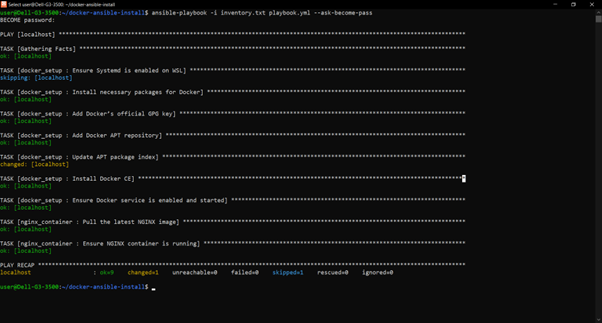 Select user@Dell-G3-3500: ~/docker-ansible-install
user@Dell-G3-3500:~/docker-ansible-install$ ansible-playbook -i inventory.txt playbook.yml --ask-become-pass
BECOME password:
PLAY [localhost] ****************************************************************************************************************
TASK [Gathering Facts] **********************************************************************************************************
ok: [localhost]
TASK [docker_setup : Ensure Systemd is enabled on WSL] **************************************************************************
skipping: [localhost]
TASK [docker_setup : Install necessary packages for Docker] *********************************************************************
ok: [localhost]
TASK [docker_setup : Add Docker's official GPG key] *****************************************************************************
ok: [localhost]
TASK [docker_setup : Add Docker APT repository] *********************************************************************************
ok: [localhost]
TASK [docker_setup : Update APT package index] **********************************************************************************
changed: [localhost]
TASK [docker_setup : Install Docker CE] *****************************************************************************************
ok: [localhost]
TASK [docker_setup : Ensure Docker service is enabled and started] **************************************************************
ok: [localhost]
TASK [nginx_container : Pull the latest NGINX image] ****************************************************************************
ok: [localhost]
TASK [nginx_container : Ensure NGINX container is running] **********************************************************************
ok: [localhost]
PLAY RECAP **********************************************************************************************************************
localhost : ok=9 changed=1 unreachable=0 failed=0 skipped=1 rescued=0 ignored=0
user@Dell-G3-3500:~/docker-ansible-install$